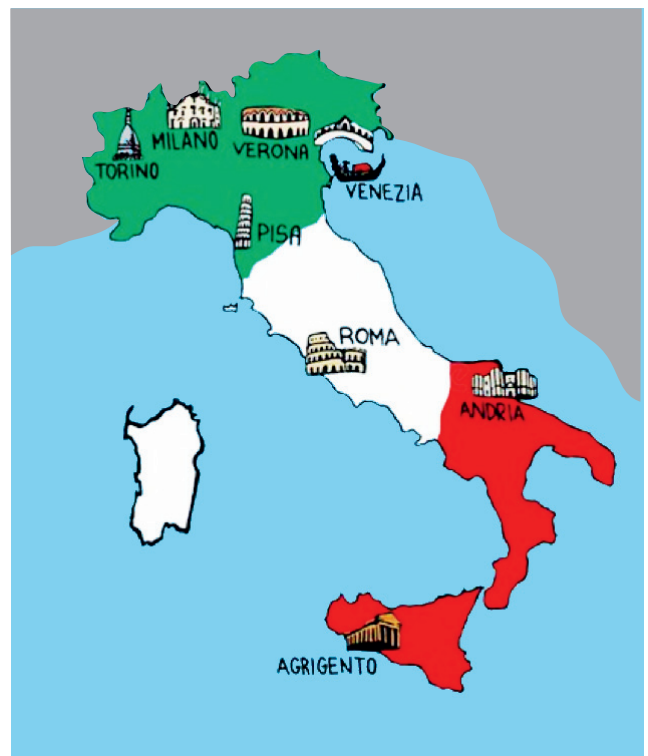 MILANO
VERONA
TORINO
VENEZIA
PISA
ROMA
ANDRIA
AGRIGENTO